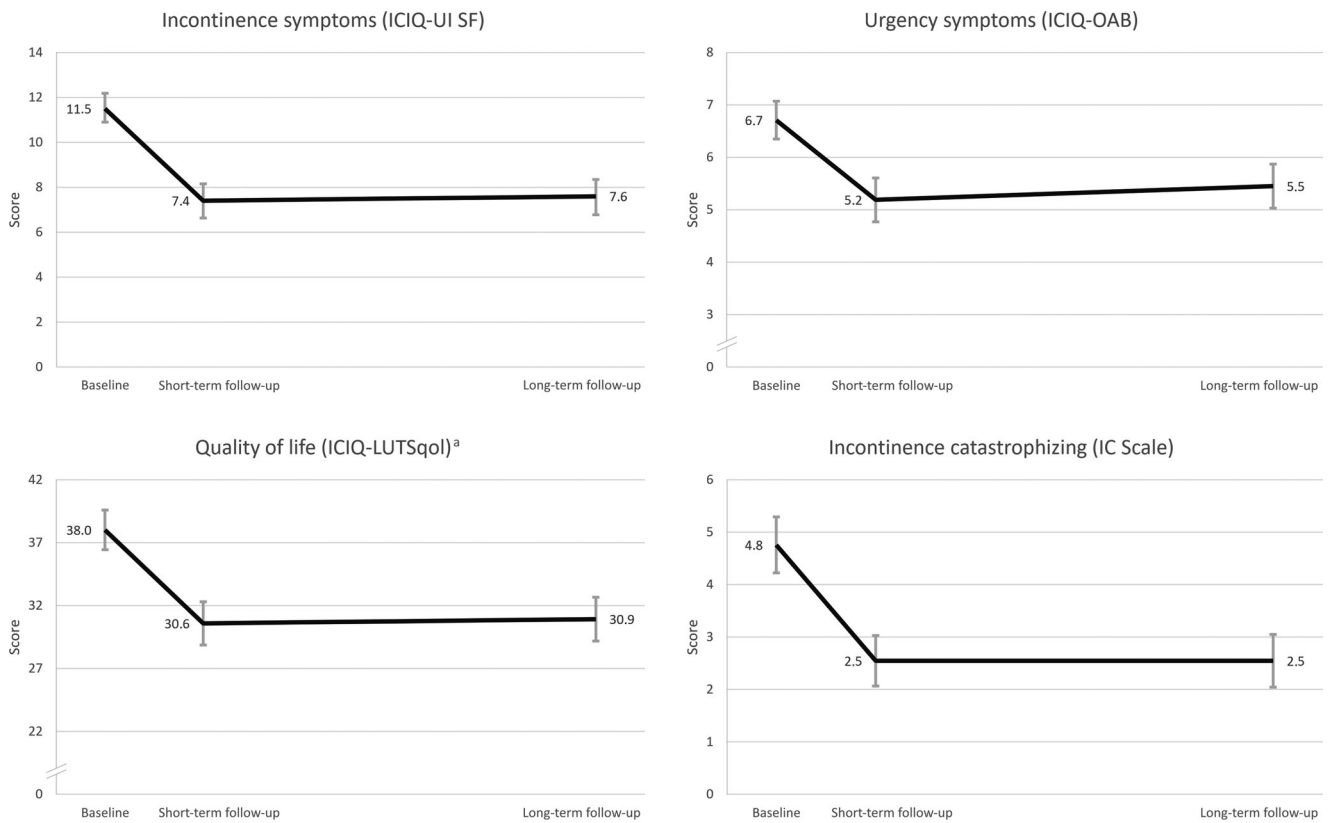 Incontinence symptoms (ICIQ-UI SF)
14
12
10
8
6
4
2
0
Score
11.5
7.4
7.6
Baseline
Short-term follow-up
Long-term follow-up
Urgency symptoms (ICIQ-OAB)
8
7
6
5
4
3
0
Score
6.7
5.2
5.5
Baseline
Short-term follow-up
Long-term follow-up
Quality of life (ICIQ-LUTSqol)ᵃ
42
37
32
27
22
0
Score
38.0
30.6
30.9
Baseline
Short-term follow-up
Long-term follow-up
Incontinence catastrophizing (IC Scale)
6
5
4
3
2
1
0
Score
4.8
2.5
2.5
Baseline
Short-term follow-up
Long-term follow-up